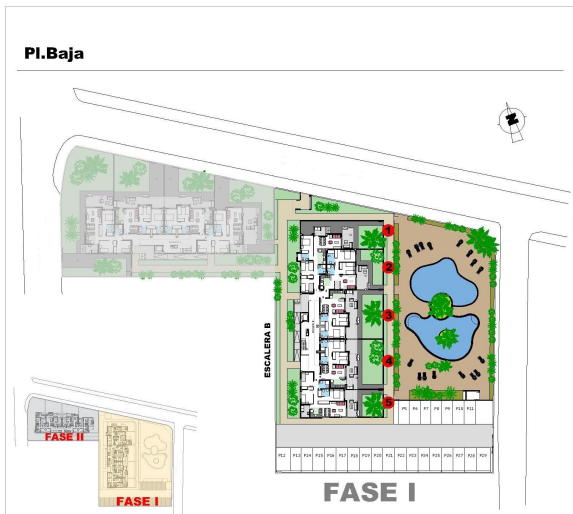 Pl.Baja
N
1
2
3
4
5
ESCALERA B
P5 P6 P7 P8 P9 P10 P11
P12 P13 P14 P15 P16 P17 P18 P19 P20 P21 P22 P23 P24 P25 P26 P27 P28 P29
FASE II
FASE I
FASE I